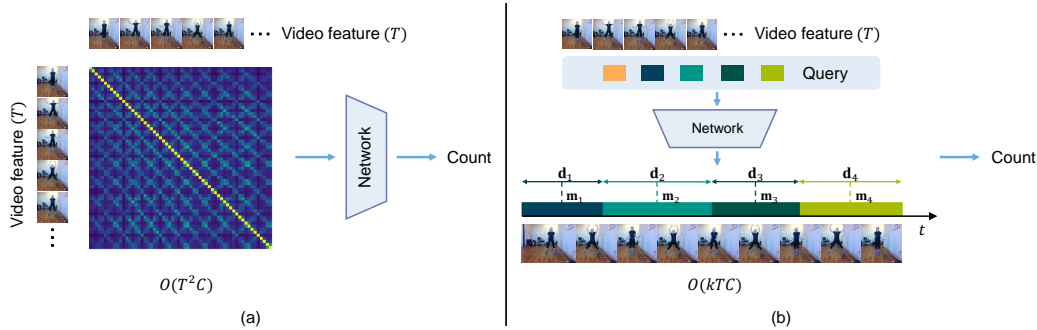 ··· Video feature (T)
Video feature (T)
···
Network
Count
O(T²C)
(a)
··· Video feature (T)
Query
Network
d₁ d₂ d₃ d₄
m₁ m₂ m₃ m₄
t
Count
O(kTC)
(b)